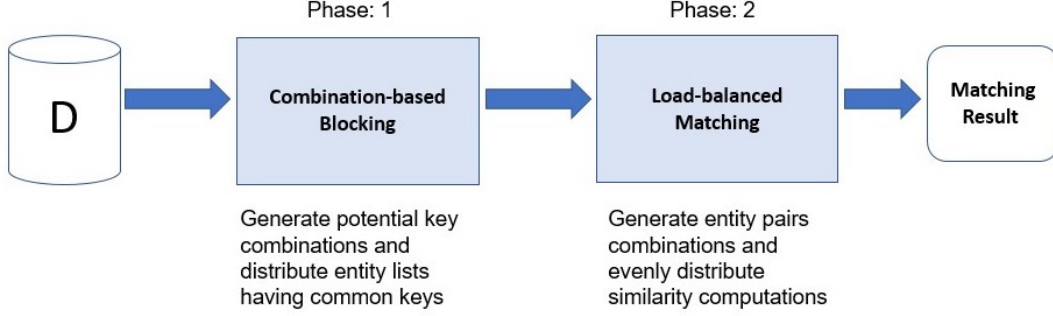 Phase: 1
Phase: 2
D
Combination-based
Blocking
Load-balanced
Matching
Matching
Result
Generate potential key
combinations and
distribute entity lists
having common keys
Generate entity pairs
combinations and
evenly distribute
similarity computations